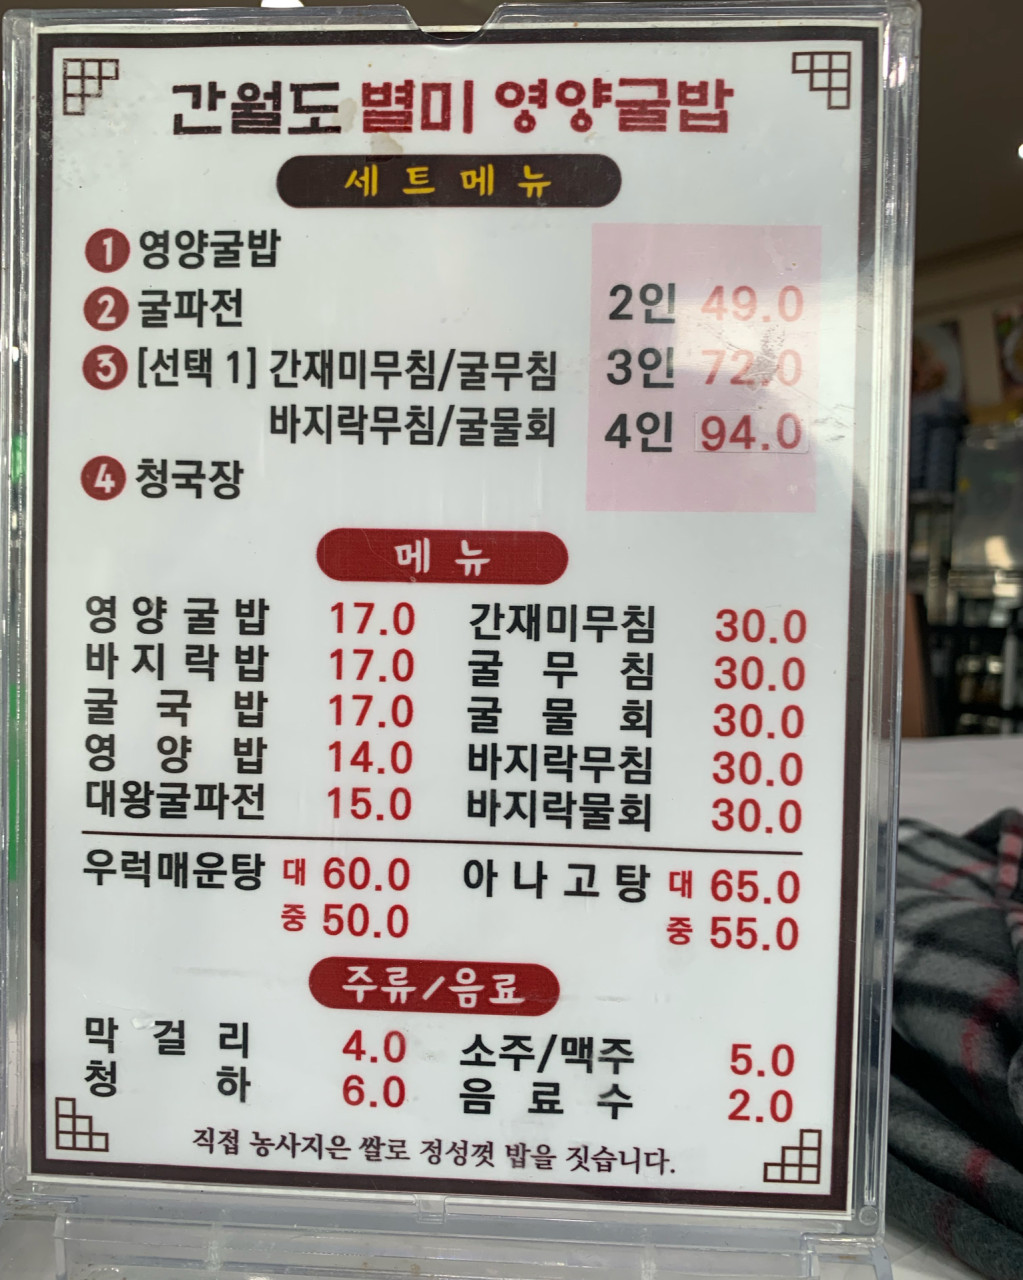 간월도 별미 영양굴밥
세트메뉴
1 영양굴밥
2 굴파전 2인 49.0
3 [선택 1] 간재미무침/굴무침 3인 72.0
바지락무침/굴물회 4인 94.0
4 청국장
메뉴
영양굴밥 17.0 간재미무침 30.0
바지락밥 17.0 굴무침 30.0
굴국밥 17.0 굴물회 30.0
영양밥 14.0 바지락무침 30.0
대왕굴파전 15.0 바지락물회 30.0
우럭매운탕 대 60.0 아나고탕 대 65.0
중 50.0 중 55.0
주류/음료
막걸리 4.0 소주/맥주 5.0
청하 6.0 음료수 2.0
직접 농사지은 쌀로 정성껏 밥을 짓습니다.